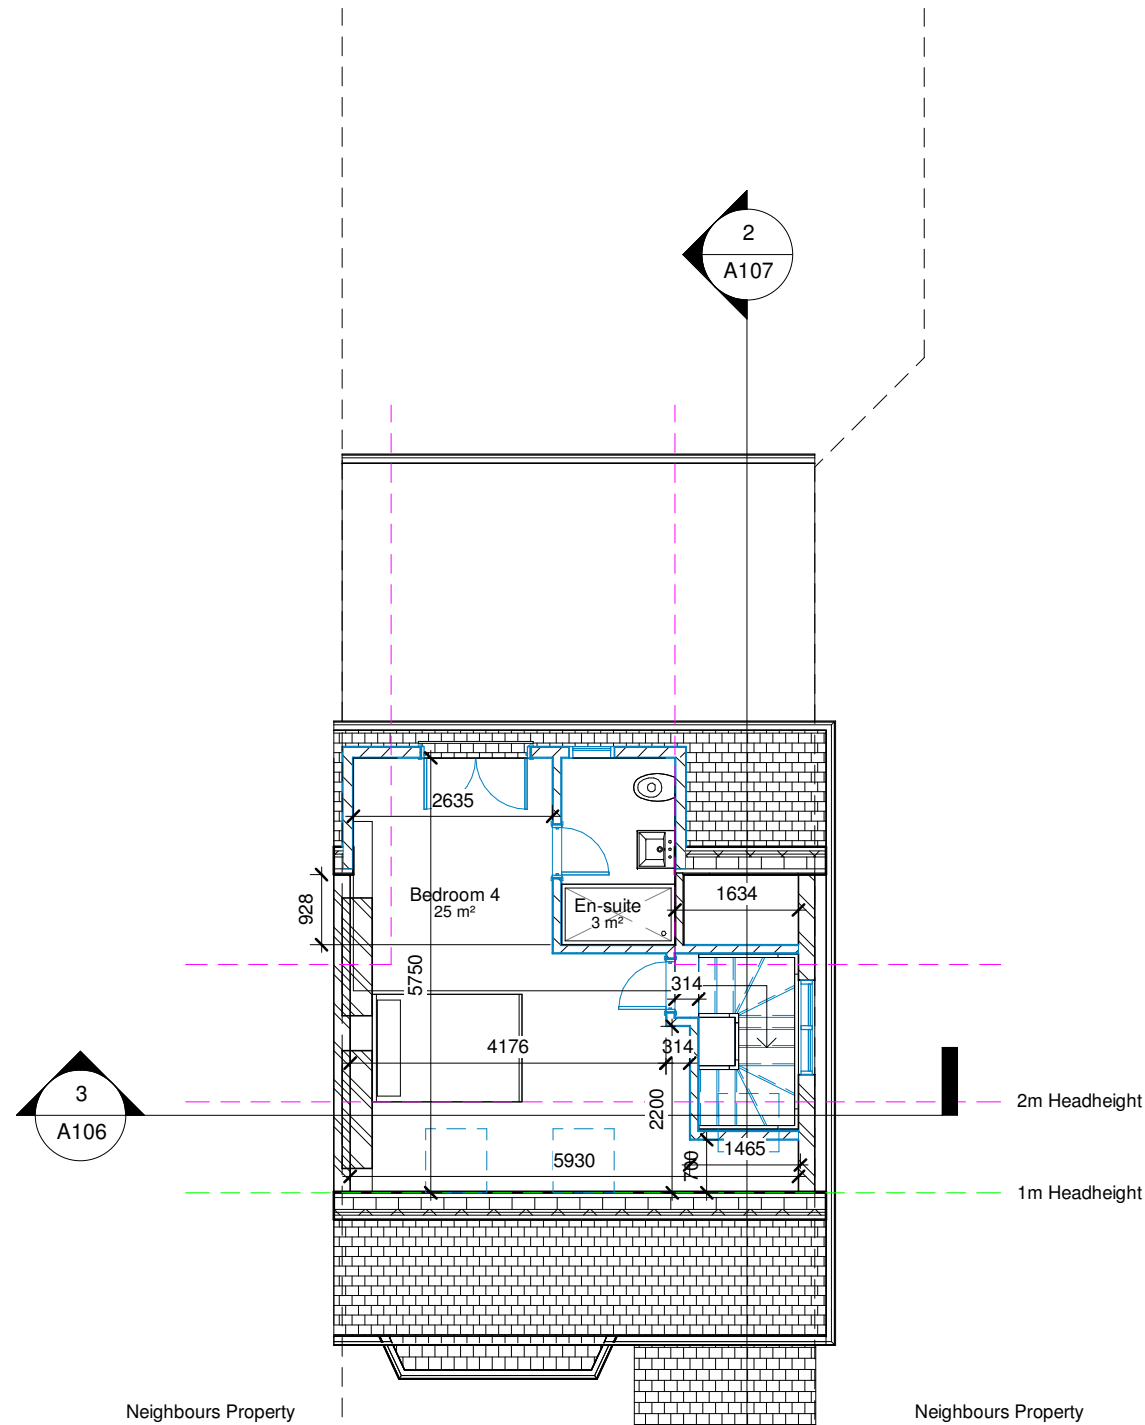 2
A107
2635
Bedroom 4
25 m²
En-suite
3 m²
1634
928
5750
314
4176
314
3
A106
2m Headheight
2200
1465
5930
700
1m Headheight
Neighbours Property
Neighbours Property